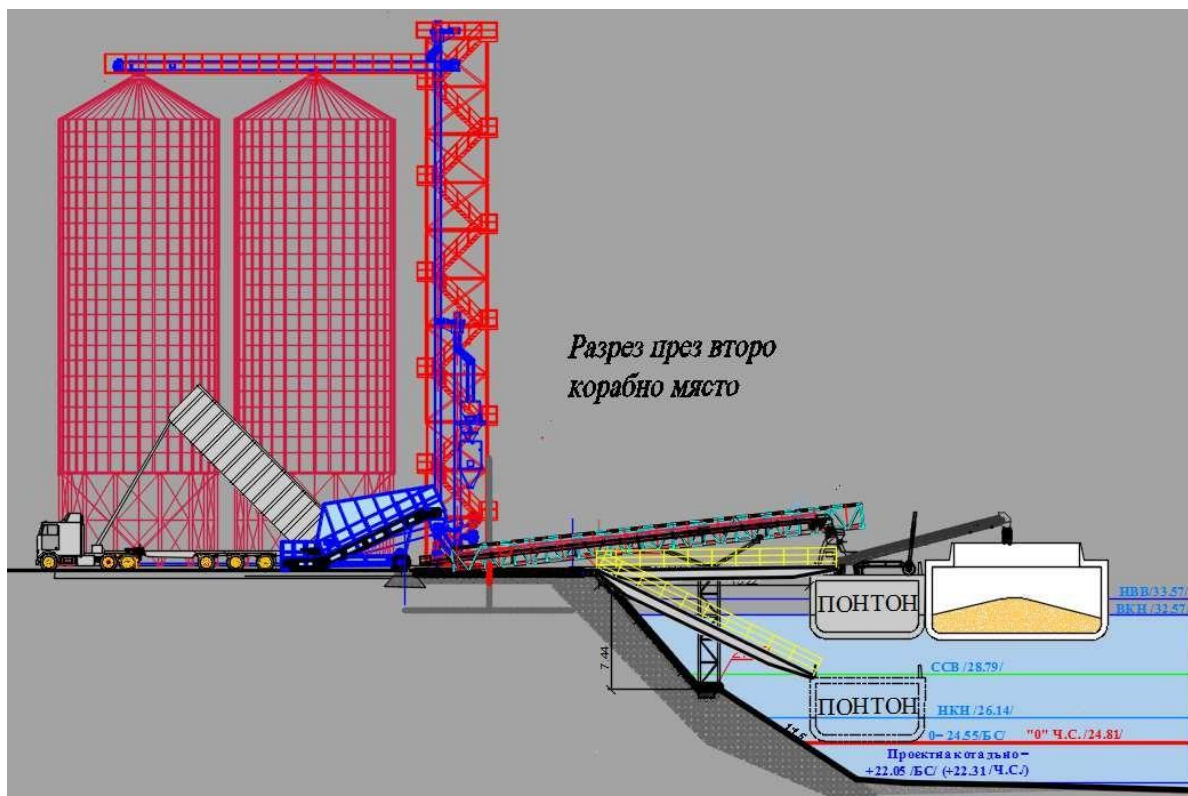 Разрез през второ
корабно място
НВВ/33.57/
ВКН /32.57/
ПОНТОН
7.44
ССВ /28.79/
ПОНТОН
НКН /26.14/
0= 24.55/БС/ "0" Ч.С. /24.81/
Проектна кота дъно=
+22.05 /БС/ (+22.31/Ч.С./)